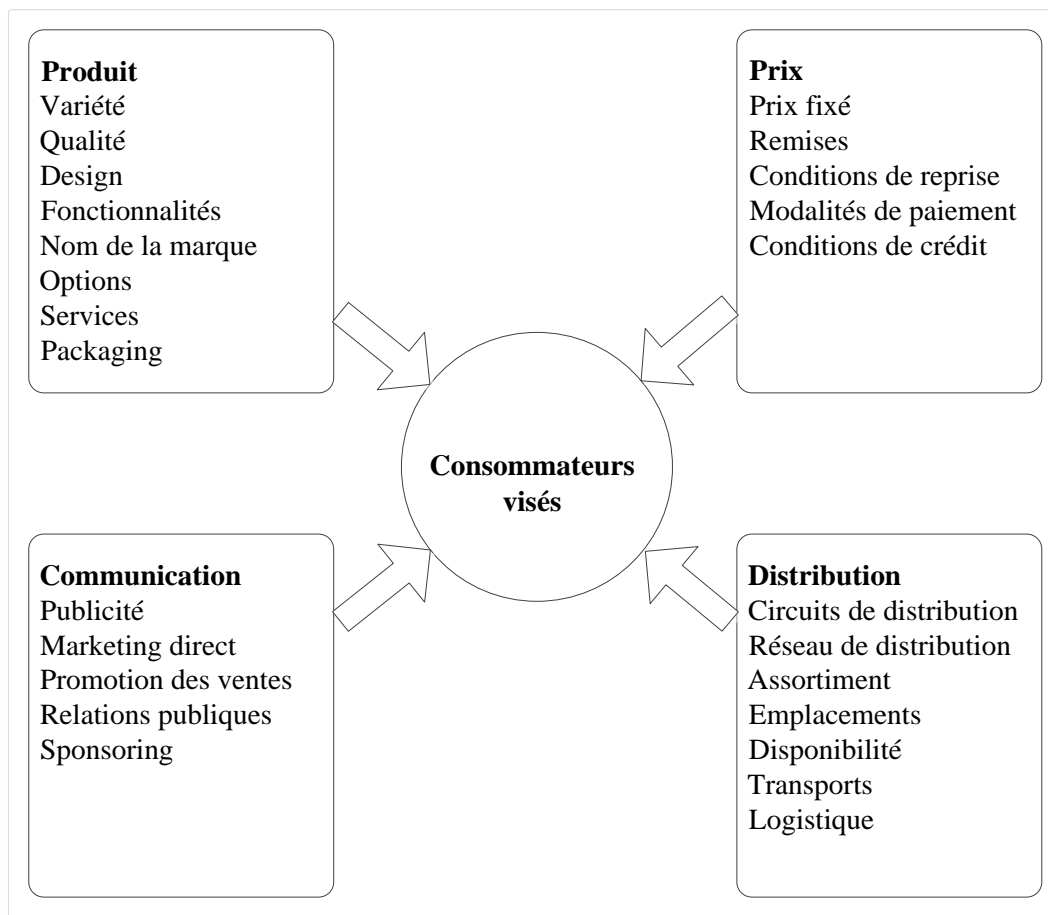 Produit
Variété
Qualité
Design
Fonctionnalités
Nom de la marque
Options
Services
Packaging
Prix
Prix fixé
Remises
Conditions de reprise
Modalités de paiement
Conditions de crédit
Consommateurs
visés
Communication
Publicité
Marketing direct
Promotion des ventes
Relations publiques
Sponsoring
Distribution
Circuits de distribution
Réseau de distribution
Assortiment
Emplacements
Disponibilité
Transports
Logistique